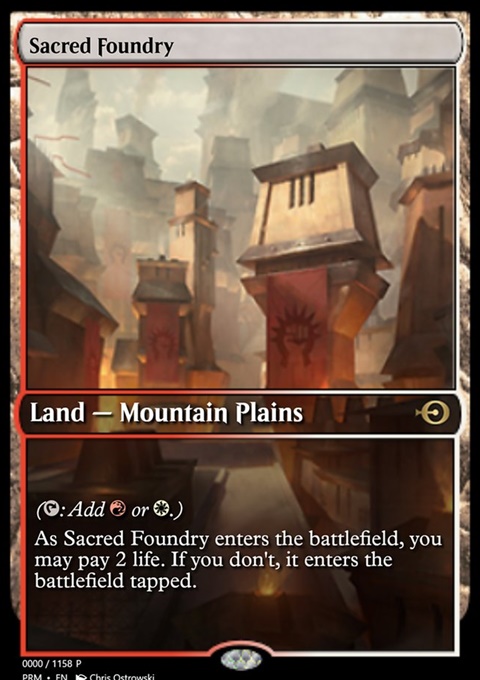 Sacred Foundry
Land — Mountain Plains
(: Add or .)
As Sacred Foundry enters the battlefield, you
may pay 2 life. If you don't, it enters the
battlefield tapped.
0000 / 1158 P
PRM • EN Chris Ostrowski